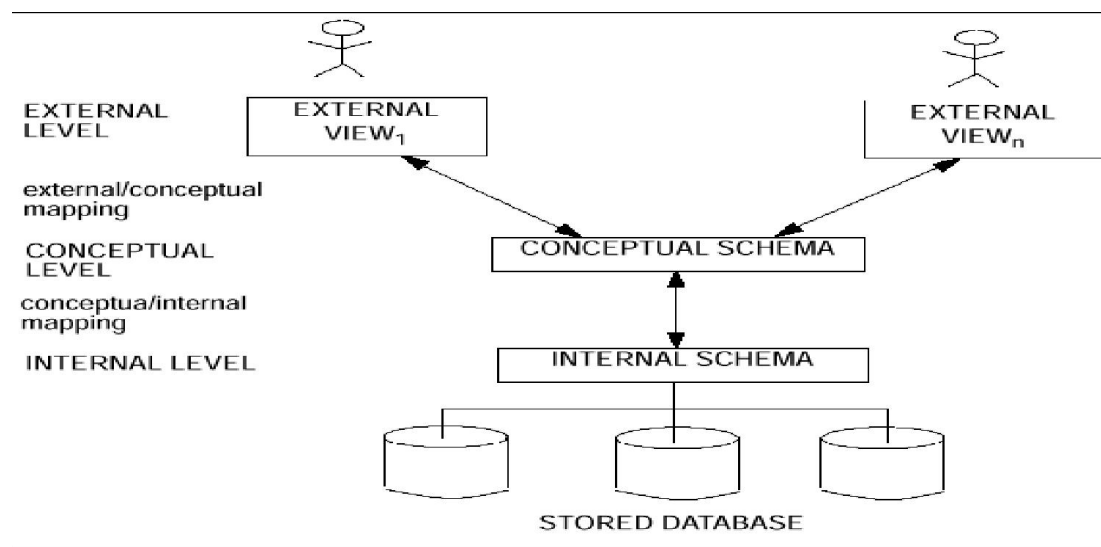 EXTERNAL
LEVEL
EXTERNAL
VIEW1
EXTERNAL
VIEWn
external/conceptual
mapping
CONCEPTUAL
LEVEL
CONCEPTUAL SCHEMA
conceptua/internal
mapping
INTERNAL LEVEL
INTERNAL SCHEMA
STORED DATABASE